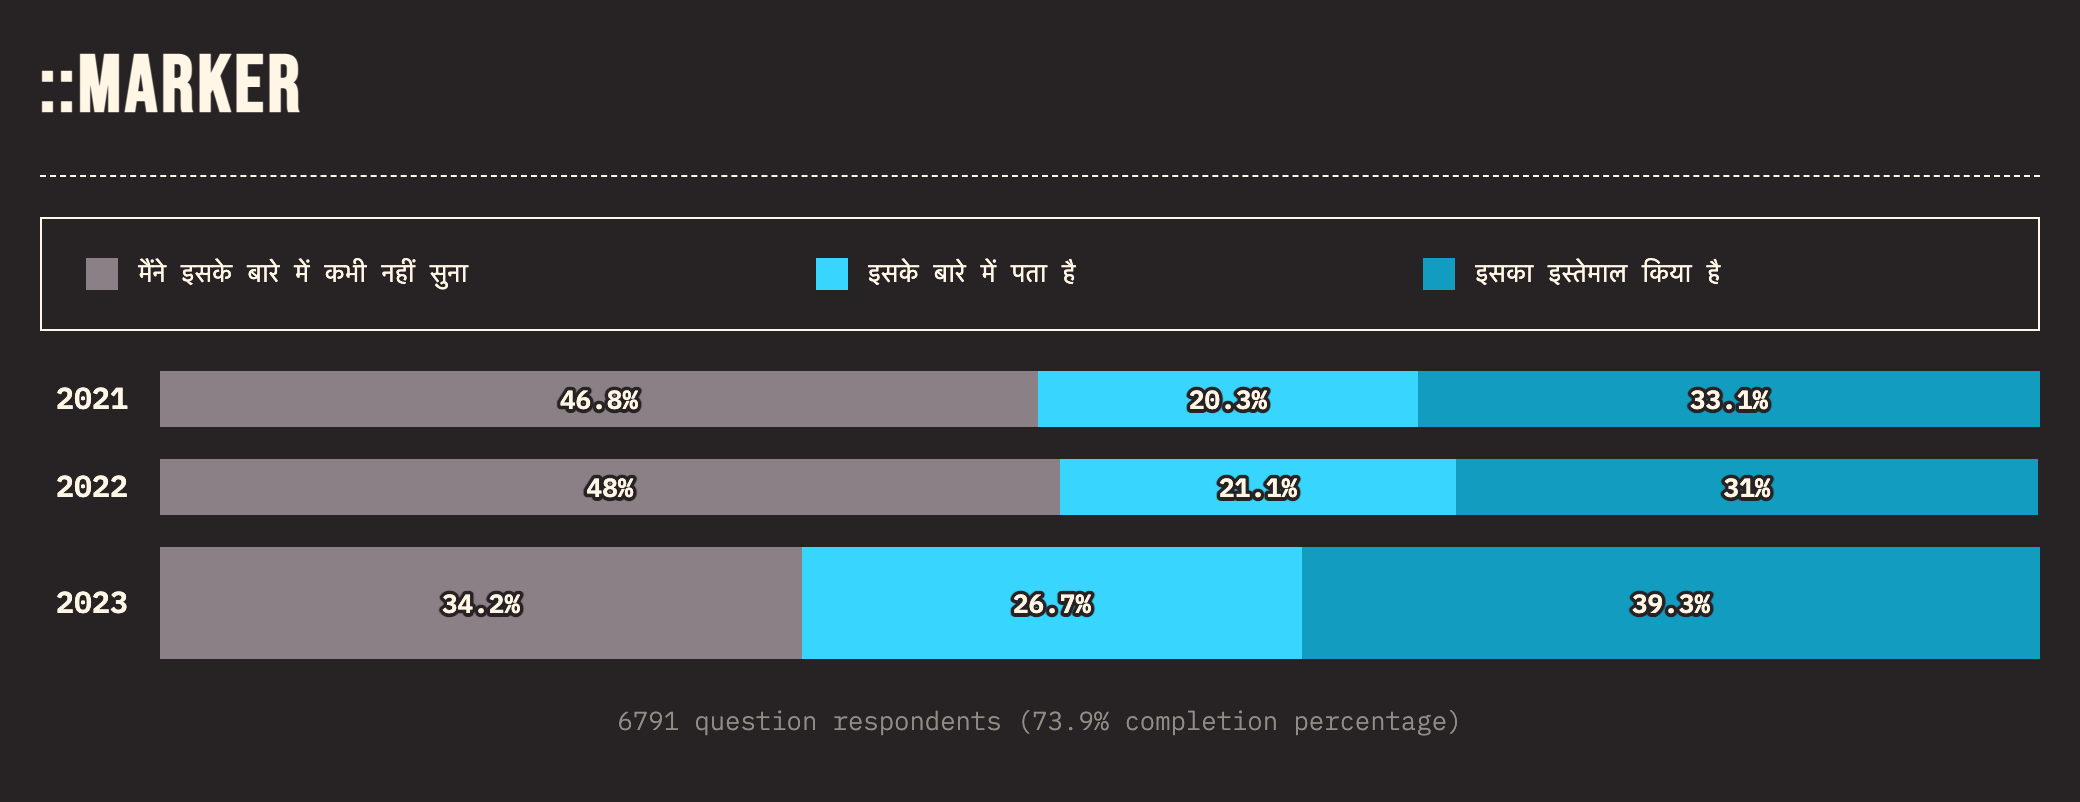 ::MARKER
मैंने इसके बारे में कभी नहीं सुना
इसके बारे में पता है
इसका इस्तेमाल किया है
2021 46.8% 20.3% 33.1%
2022 48% 21.1% 31%
2023 34.2% 26.7% 39.3%
6791 question respondents (73.9% completion percentage)